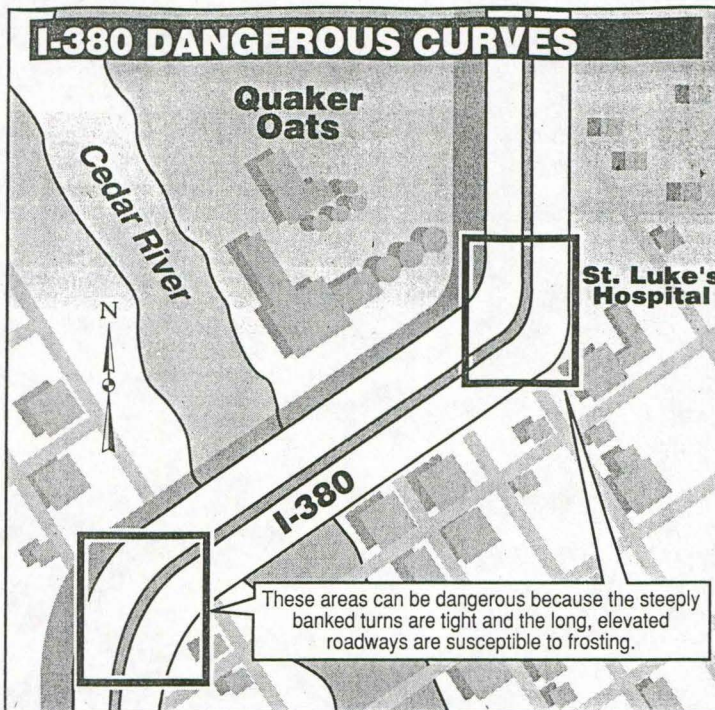 I-380 DANGEROUS CURVES
Quaker
Oats
Cedar River
St. Luke's
Hospital
N
I-380
These areas can be dangerous because the steeply
banked turns are tight and the long, elevated
roadways are susceptible to frosting.